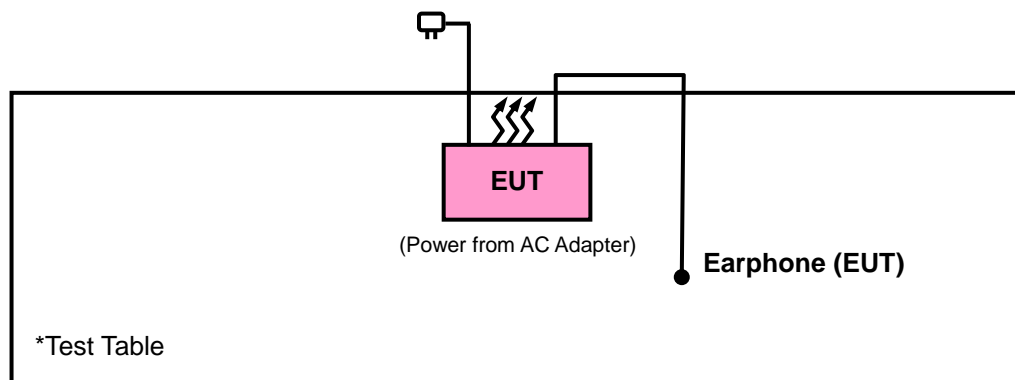 EUT
(Power from AC Adapter)
Earphone (EUT)
*Test Table